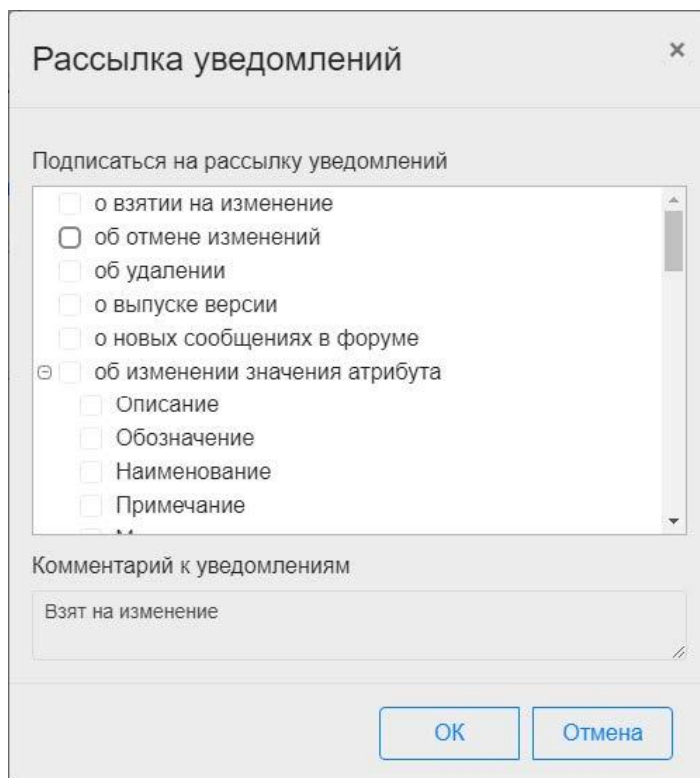 Рассылка уведомлений
Подписаться на рассылку уведомлений
о взятии на изменение
об отмене изменений
об удалении
о выпуске версии
о новых сообщениях в форуме
об изменении значения атрибута
Описание
Обозначение
Наименование
Примечание
Комментарий к уведомлениям
Взят на изменение
ОК
Отмена